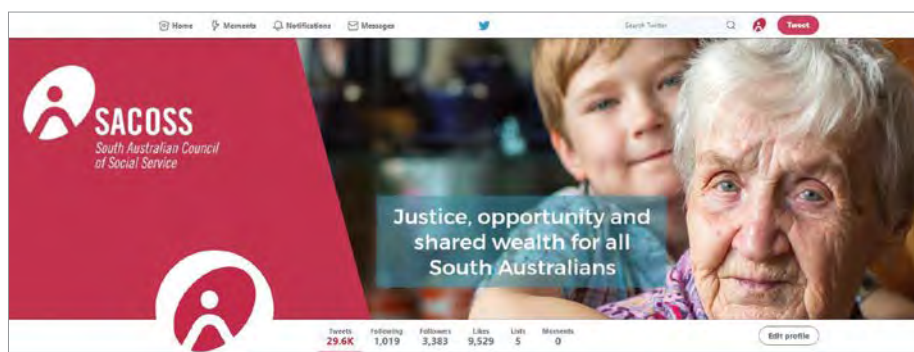 Home Moments Notifications Messages Search Twitter Tweet
SACOSS
South Australian Council
of Social Service
Justice, opportunity and
shared wealth for all
South Australians
Tweets Following Followers Likes Lists Moments
29.6K 1,019 3,383 9,529 5 0
Edit profile